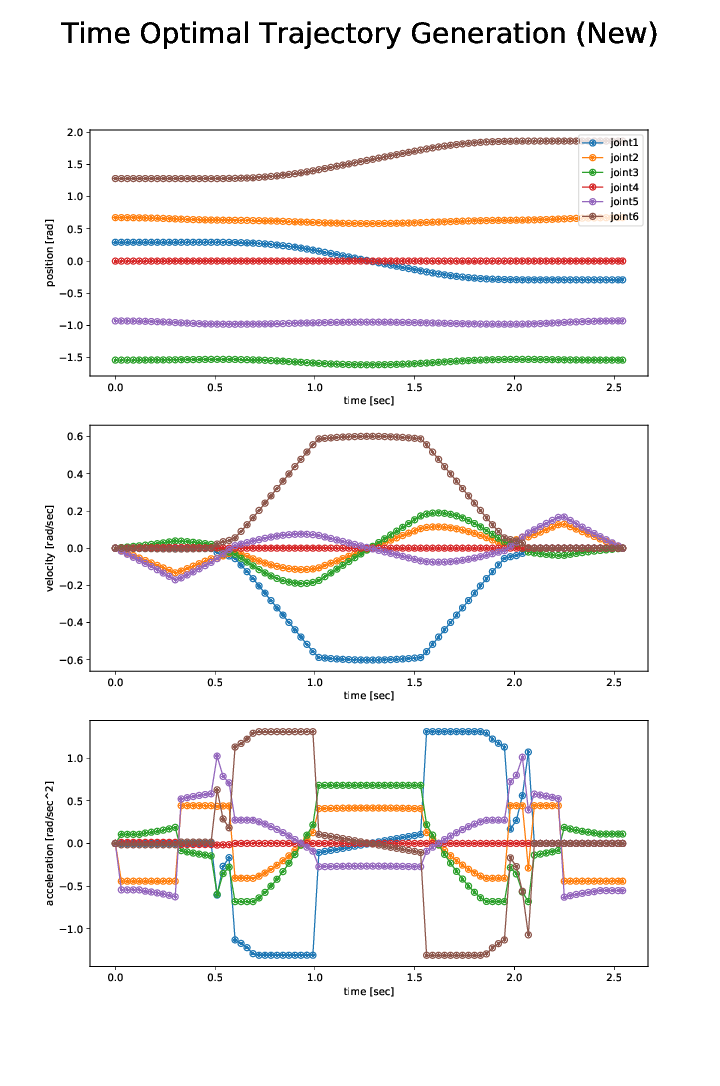 Time Optimal Trajectory Generation (New)
2.0
1.5
1.0
0.5
0.0
−0.5
−1.0
−1.5
position [rad]
joint1
joint2
joint3
joint4
joint5
joint6
0.0 0.5 1.0 1.5 2.0 2.5
time [sec]
0.6
0.4
0.2
0.0
−0.2
−0.4
−0.6
velocity [rad/sec]
0.0 0.5 1.0 1.5 2.0 2.5
time [sec]
1.0
0.5
0.0
−0.5
−1.0
acceleration [rad/sec^2]
0.0 0.5 1.0 1.5 2.0 2.5
time [sec]